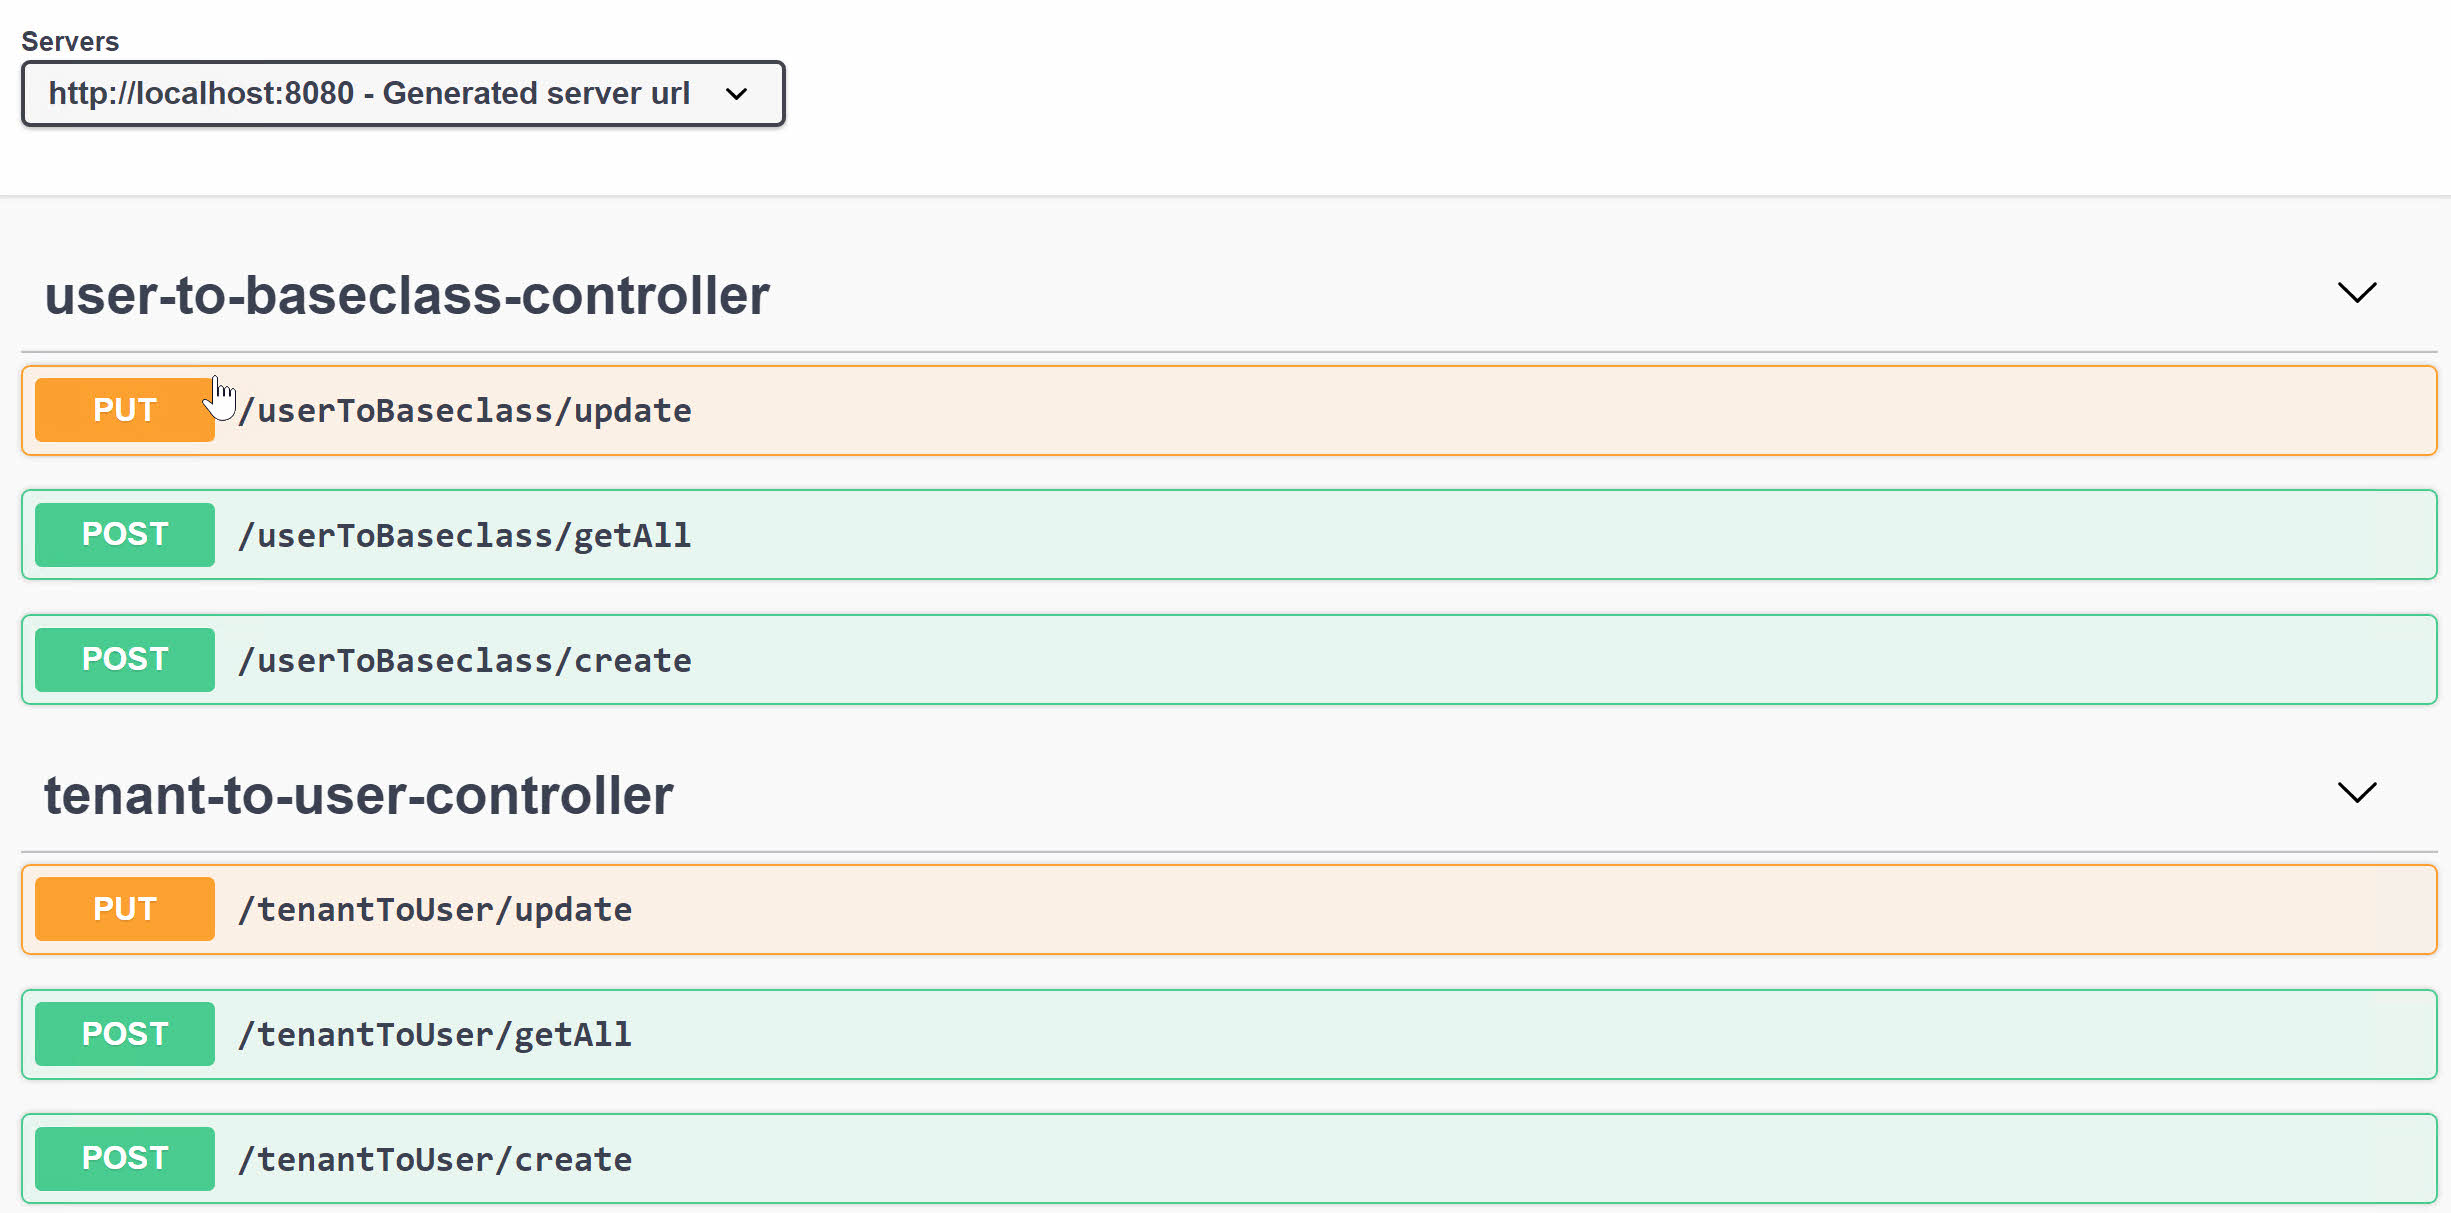 Servers
http://localhost:8080 - Generated server url
user-to-baseclass-controller
PUT /userToBaseclass/update
POST /userToBaseclass/getAll
POST /userToBaseclass/create
tenant-to-user-controller
PUT /tenantToUser/update
POST /tenantToUser/getAll
POST /tenantToUser/create